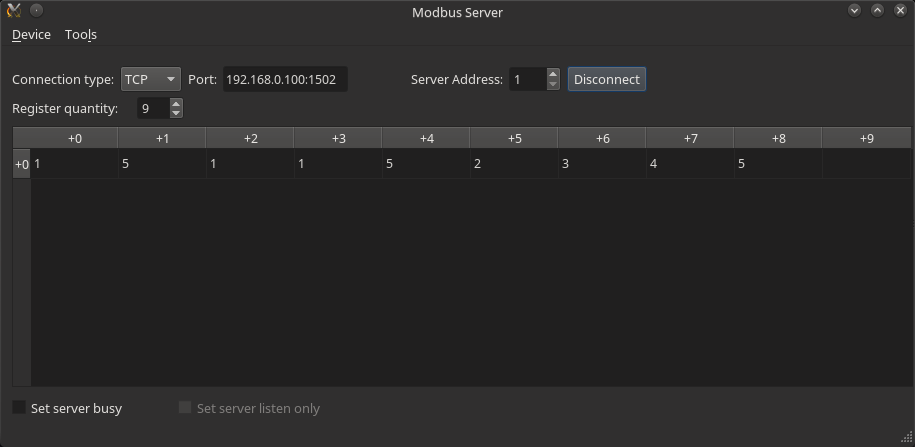 Modbus Server
Device Tools
Connection type: TCP Port: 192.168.0.100:1502 Server Address: 1 Disconnect
Register quantity: 9
+0 +1 +2 +3 +4 +5 +6 +7 +8 +9
+0 1 5 1 1 5 2 3 4 5
Set server busy Set server listen only